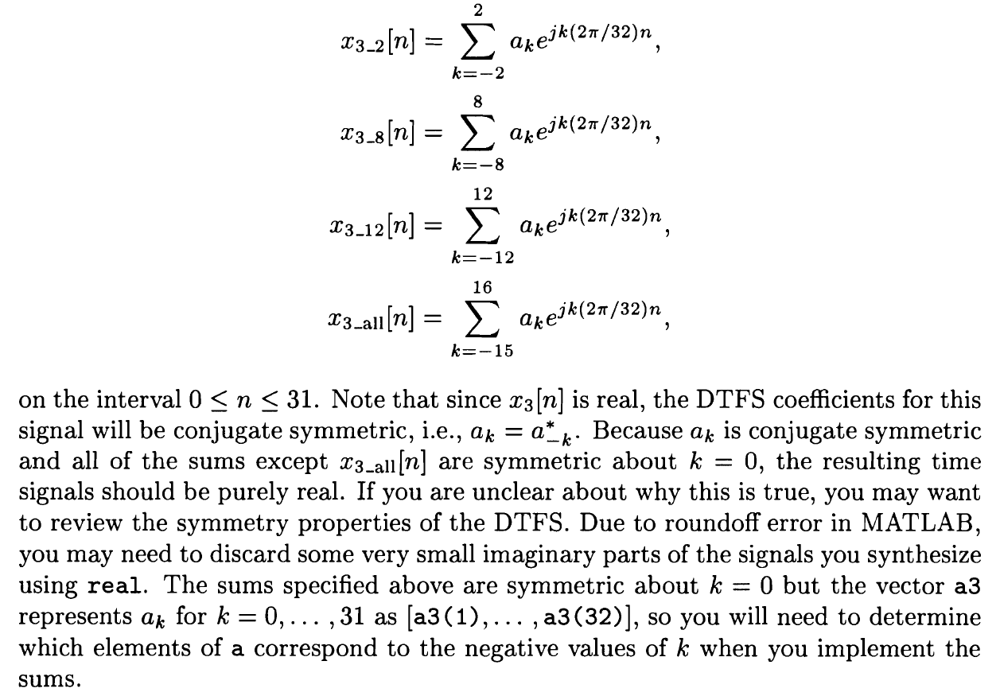 x_{3\_2}[n] = \sum_{k=-2}^{2} a_k e^{jk(2\pi/32)n},
x_{3\_8}[n] = \sum_{k=-8}^{8} a_k e^{jk(2\pi/32)n},
x_{3\_12}[n] = \sum_{k=-12}^{12} a_k e^{jk(2\pi/32)n},
x_{3\_all}[n] = \sum_{k=-15}^{16} a_k e^{jk(2\pi/32)n},
on the interval 0 ≤ n ≤ 31. Note that since x_3[n] is real, the DTFS coefficients for this
signal will be conjugate symmetric, i.e., a_k = a^*_{-k}. Because a_k is conjugate symmetric
and all of the sums except x_{3\_all}[n] are symmetric about k = 0, the resulting time
signals should be purely real. If you are unclear about why this is true, you may want
to review the symmetry properties of the DTFS. Due to roundoff error in MATLAB,
you may need to discard some very small imaginary parts of the signals you synthesize
using real. The sums specified above are symmetric about k = 0 but the vector a3
represents a_k for k = 0, . . . , 31 as [a3(1), . . . , a3(32)], so you will need to determine
which elements of a correspond to the negative values of k when you implement the
sums.